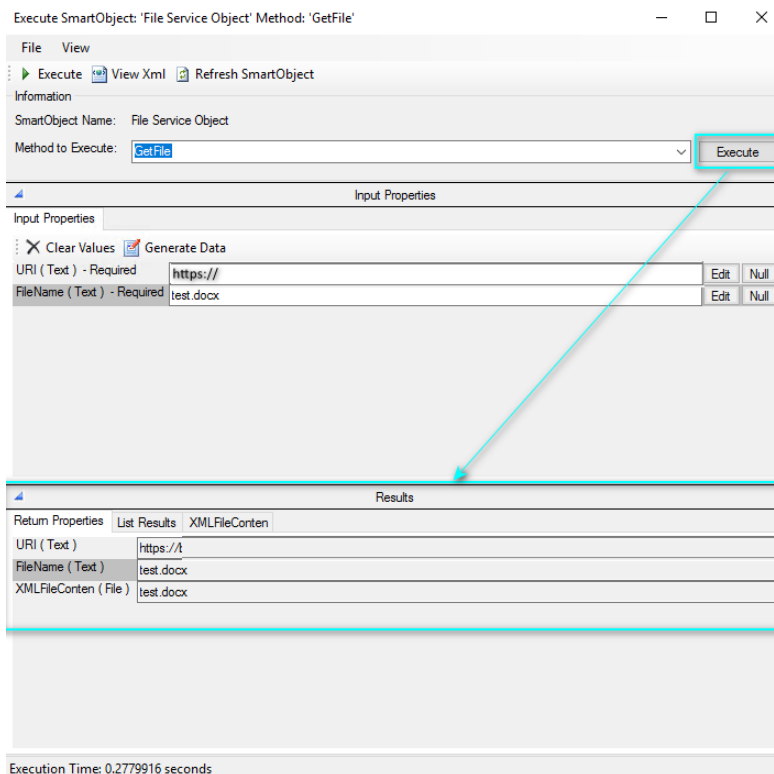 Execute SmartObject: 'File Service Object' Method: 'GetFile'
File View
Execute View Xml Refresh SmartObject
Information
SmartObject Name: File Service Object
Method to Execute: GetFile Execute
Input Properties
Input Properties
Clear Values Generate Data
URI ( Text ) - Required https:// Edit Null
FileName ( Text ) - Required test.docx Edit Null
Results
Return Properties List Results XMLFileConten
URI ( Text ) https://t
FileName ( Text ) test.docx
XMLFileConten ( File ) test.docx
Execution Time: 0.2779916 seconds